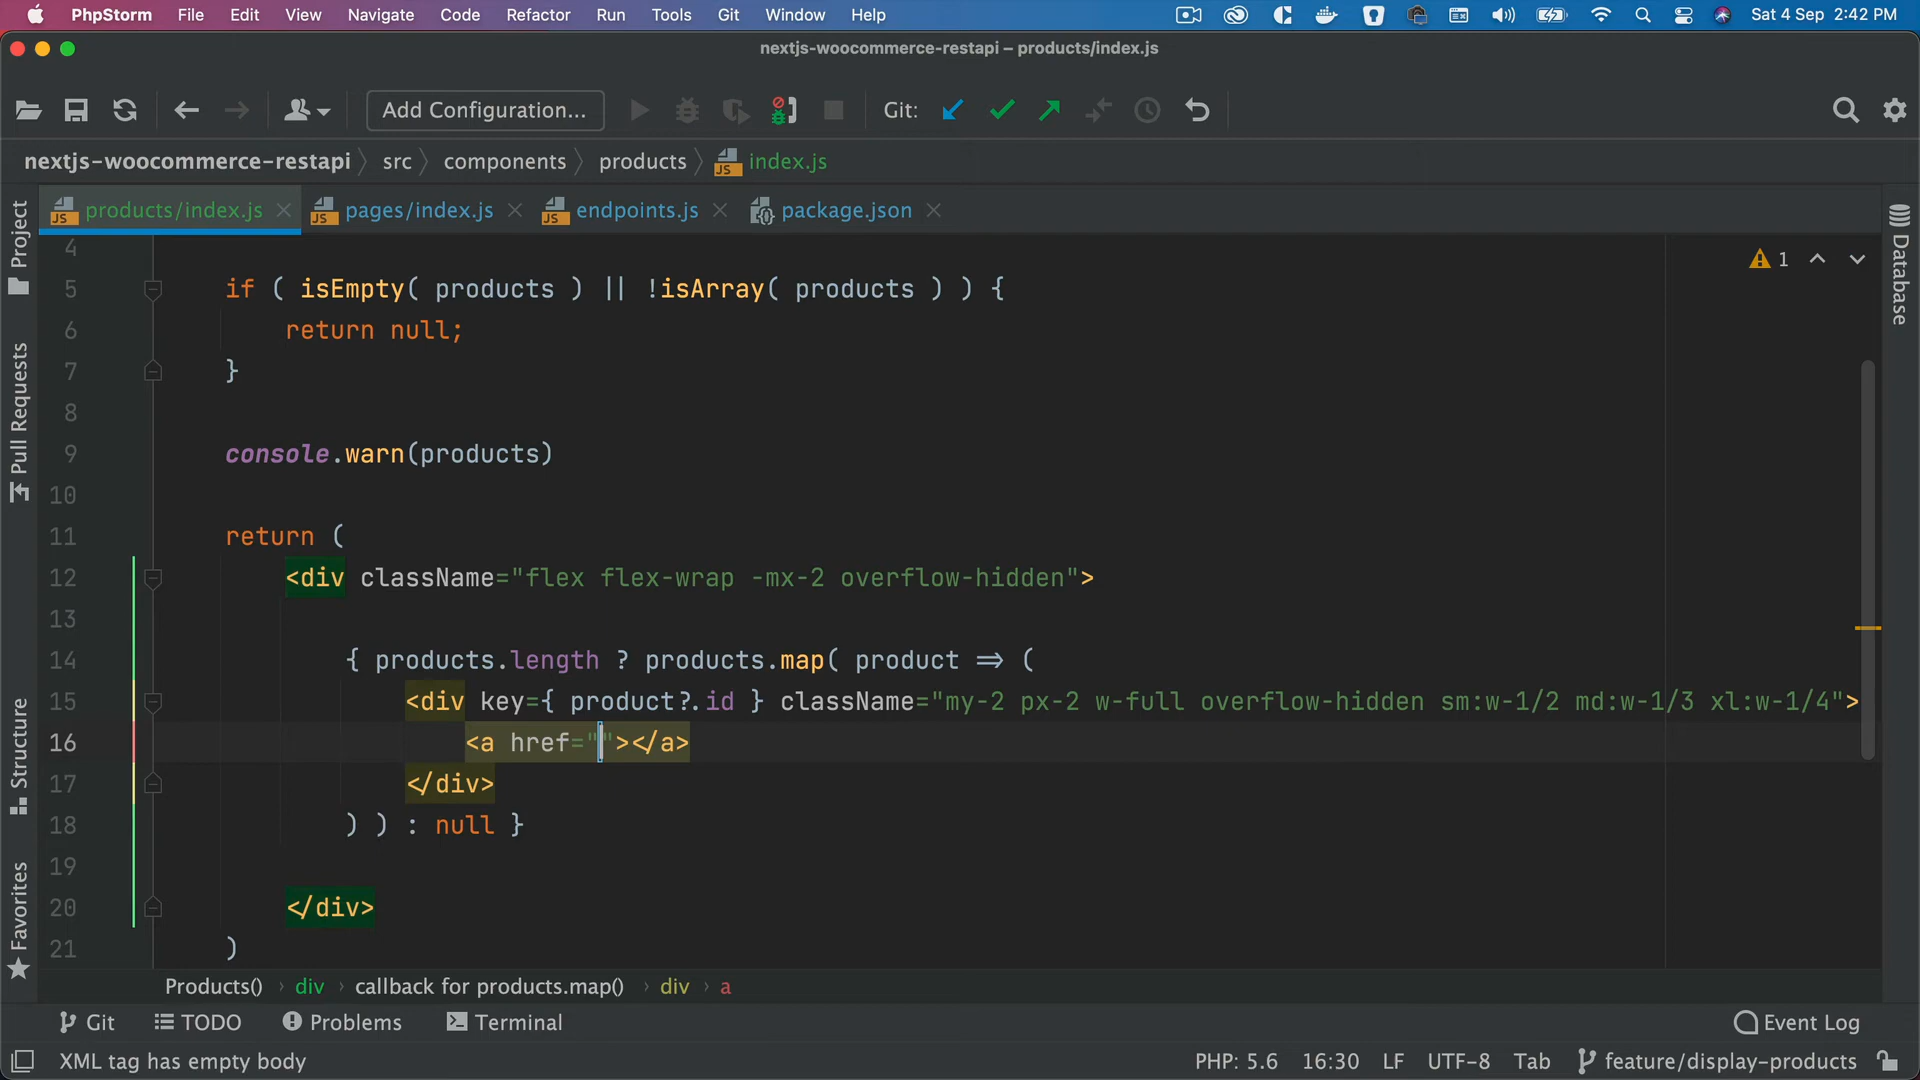 PhpStorm File Edit View Navigate Code Refactor Run Tools Git Window Help Sat 4 Sep 2:42 PM
nextjs-woocommerce-restapi – products/index.js
Add Configuration... Git:
nextjs-woocommerce-restapi src components products index.js
products/index.js pages/index.js endpoints.js package.json
Project
Pull Requests
Structure
Favorites
Database
1
4
5 if ( isEmpty( products ) || !isArray( products ) ) {
6 return null;
7 }
8
9 console.warn(products)
10
11 return (
12 <div className="flex flex-wrap -mx-2 overflow-hidden">
13
14 { products.length ? products.map( product => (
15 <div key={ product?.id } className="my-2 px-2 w-full overflow-hidden sm:w-1/2 md:w-1/3 xl:w-1/4">
16 <a href=""></a>
17 </div>
18 ) ) : null }
19
20 </div>
21 )
Products() › div › callback for products.map() › div › a
Git TODO Problems Terminal Event Log
XML tag has empty body PHP: 5.6 16:30 LF UTF-8 Tab feature/display-products